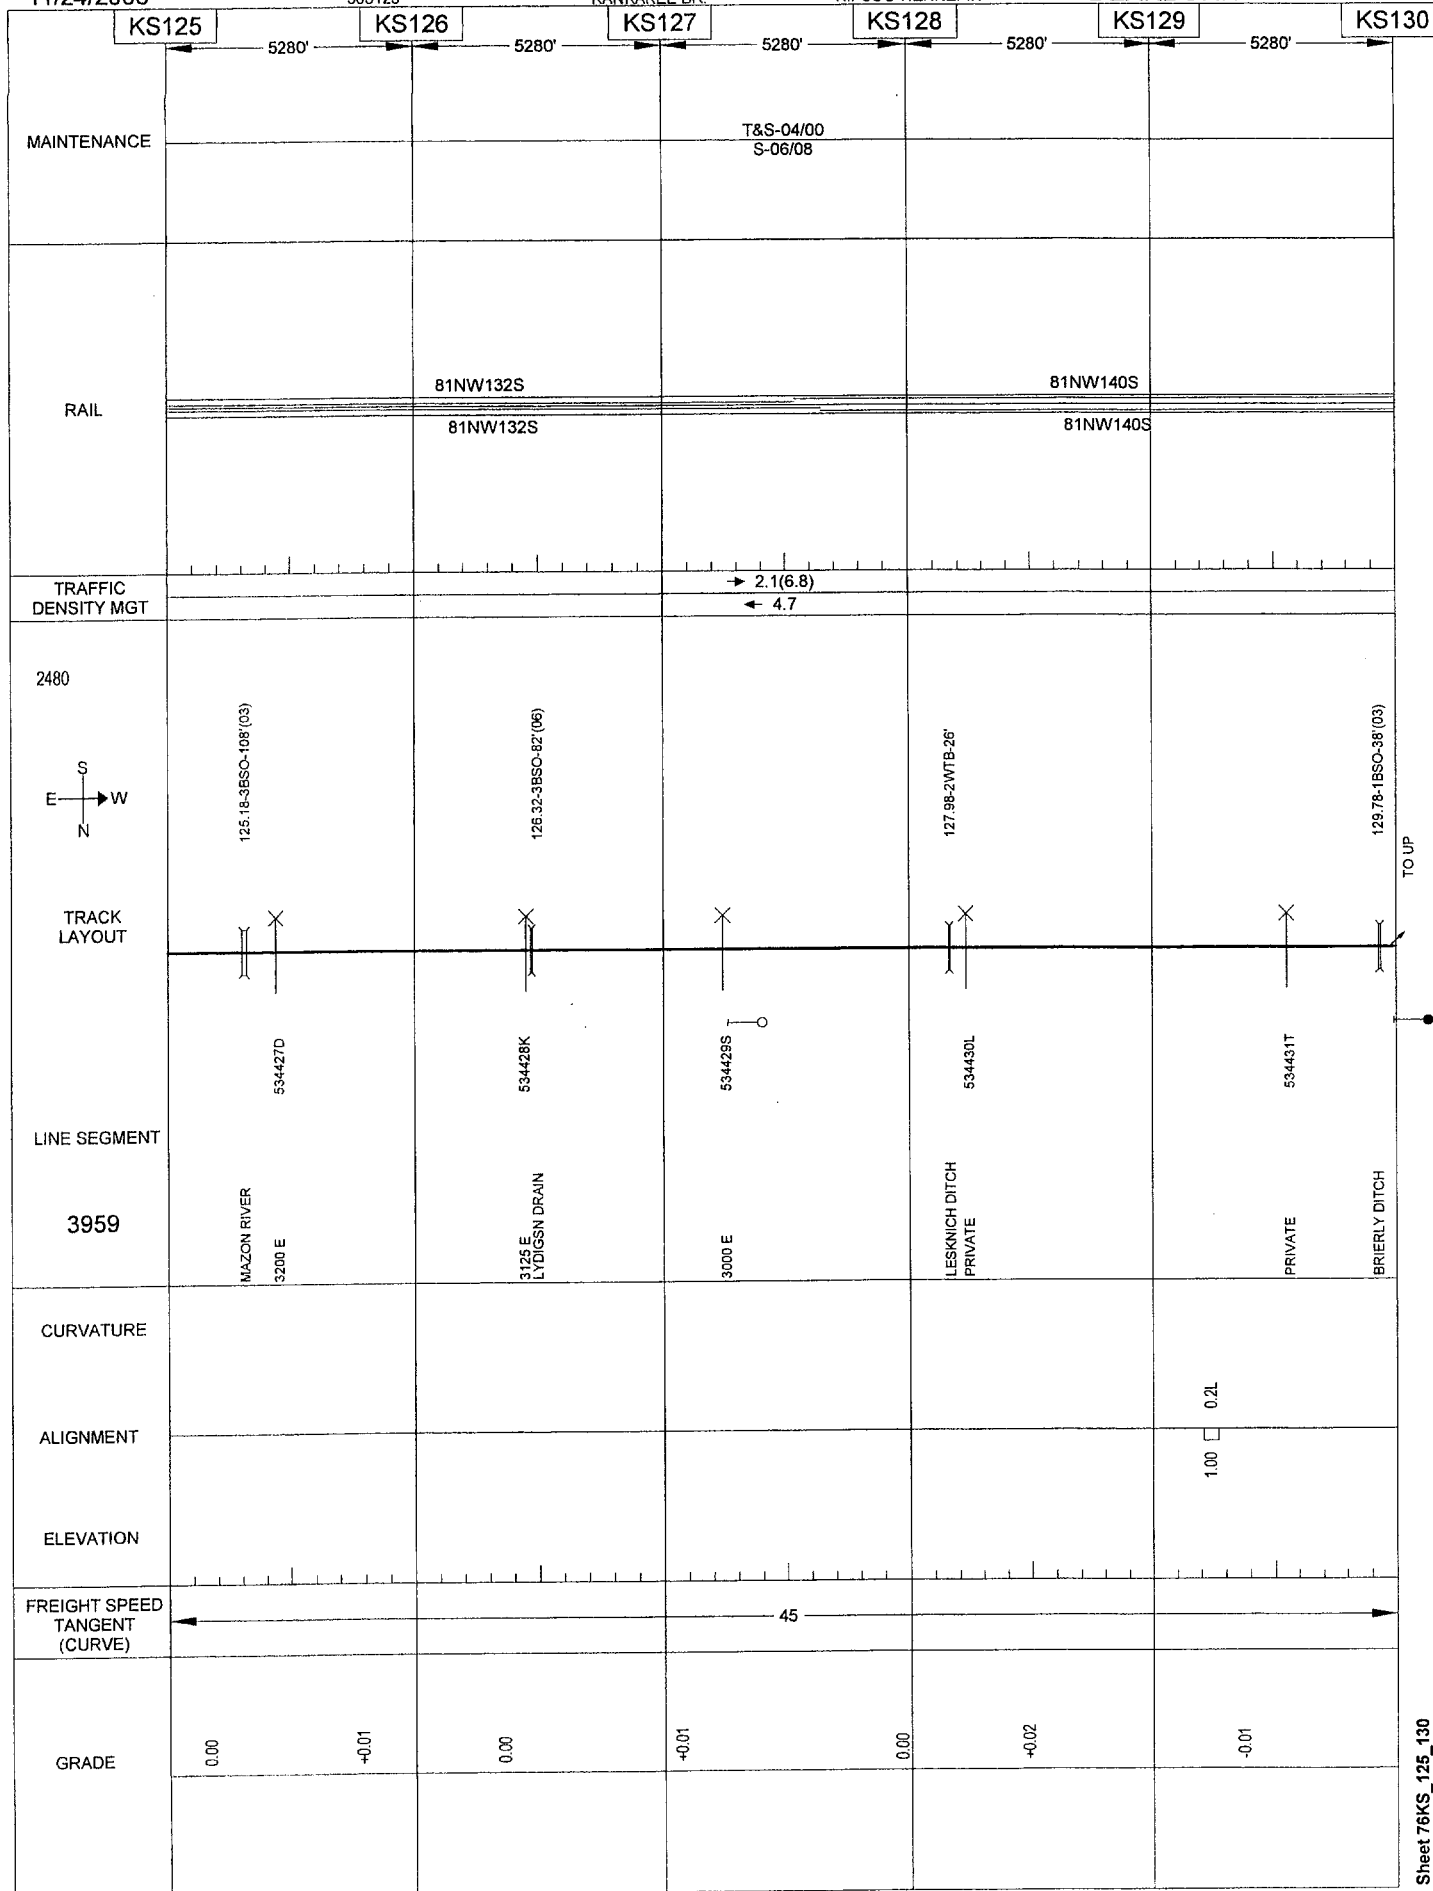 KS125 KS126 KS127 KS128 KS129 KS130
5280' 5280' 5280' 5280' 5280'
MAINTENANCE
T&S-04/00
S-06/08
RAIL
81NW132S 81NW140S
81NW132S 81NW140S
TRAFFIC
DENSITY MGT
2.1(6.8)
4.7
2480
S
E W
N
125.18-3BSO-108'(03)
126.32-3BSO-82'(06)
127.98-2WTB-26'
129.78-1BSO-38'(03)
TO UP
TRACK
LAYOUT
534427D
534428K
534429S
534430L
534431T
LINE SEGMENT
3959
MAZON RIVER
3200 E
3125 E
LYDIGSN DRAIN
3000 E
LESKNICH DITCH
PRIVATE
PRIVATE
BRIERLY DITCH
CURVATURE
ALIGNMENT
0.2L
1.00
ELEVATION
FREIGHT SPEED
TANGENT
(CURVE)
45
GRADE
0.00
+0.01
0.00
+0.01
0.00
+0.02
-0.01
Sheet 76KS_125_130